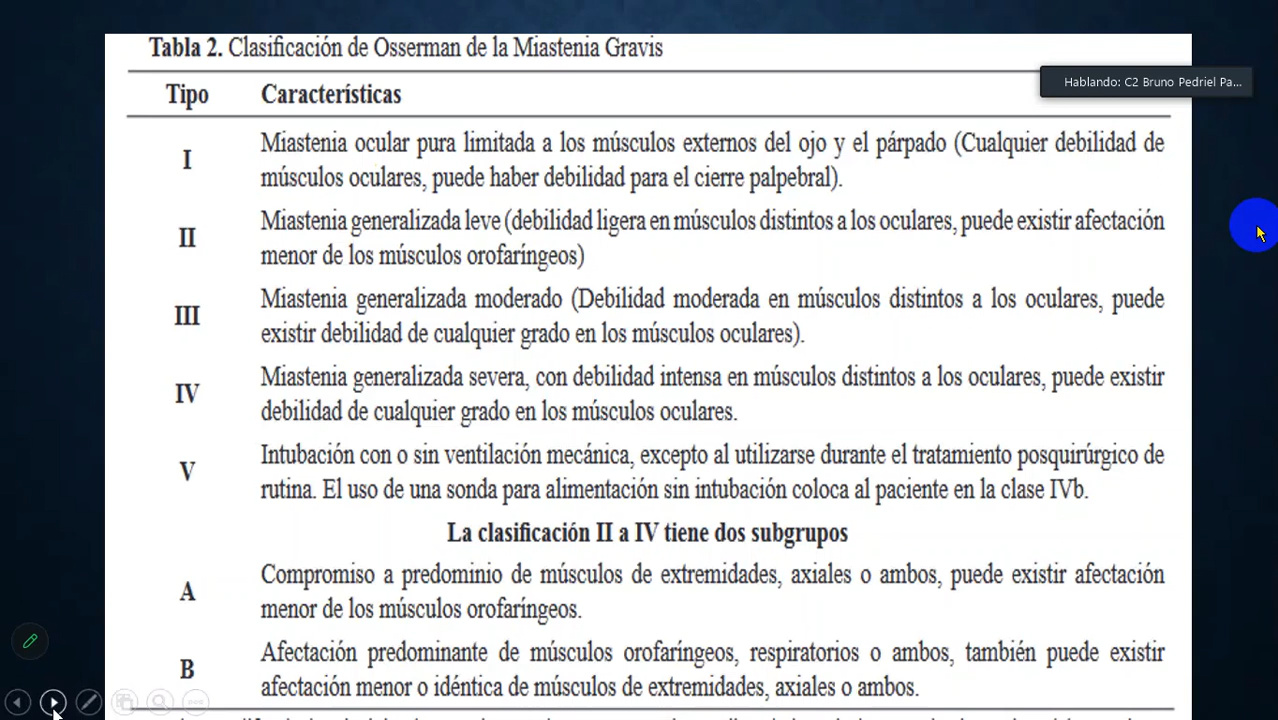 Tabla 2. Clasificación de Osserman de la Miastenia Gravis
Hablando: C2 Bruno Pedriel Pa...
Tipo Características
I Miastenia ocular pura limitada a los músculos externos del ojo y el párpado (Cualquier debilidad de
músculos oculares, puede haber debilidad para el cierre palpebral).
II Miastenia generalizada leve (debilidad ligera en músculos distintos a los oculares, puede existir afectación
menor de los músculos orofaríngeos)
III Miastenia generalizada moderado (Debilidad moderada en músculos distintos a los oculares, puede
existir debilidad de cualquier grado en los músculos oculares).
IV Miastenia generalizada severa, con debilidad intensa en músculos distintos a los oculares, puede existir
debilidad de cualquier grado en los músculos oculares.
V Intubación con o sin ventilación mecánica, excepto al utilizarse durante el tratamiento posquirúrgico de
rutina. El uso de una sonda para alimentación sin intubación coloca al paciente en la clase IVb.
La clasificación II a IV tiene dos subgrupos
A Compromiso a predominio de músculos de extremidades, axiales o ambos, puede existir afectación
menor de los músculos orofaríngeos.
B Afectación predominante de músculos orofaríngeos, respiratorios o ambos, también puede existir
afectación menor o idéntica de músculos de extremidades, axiales o ambos.